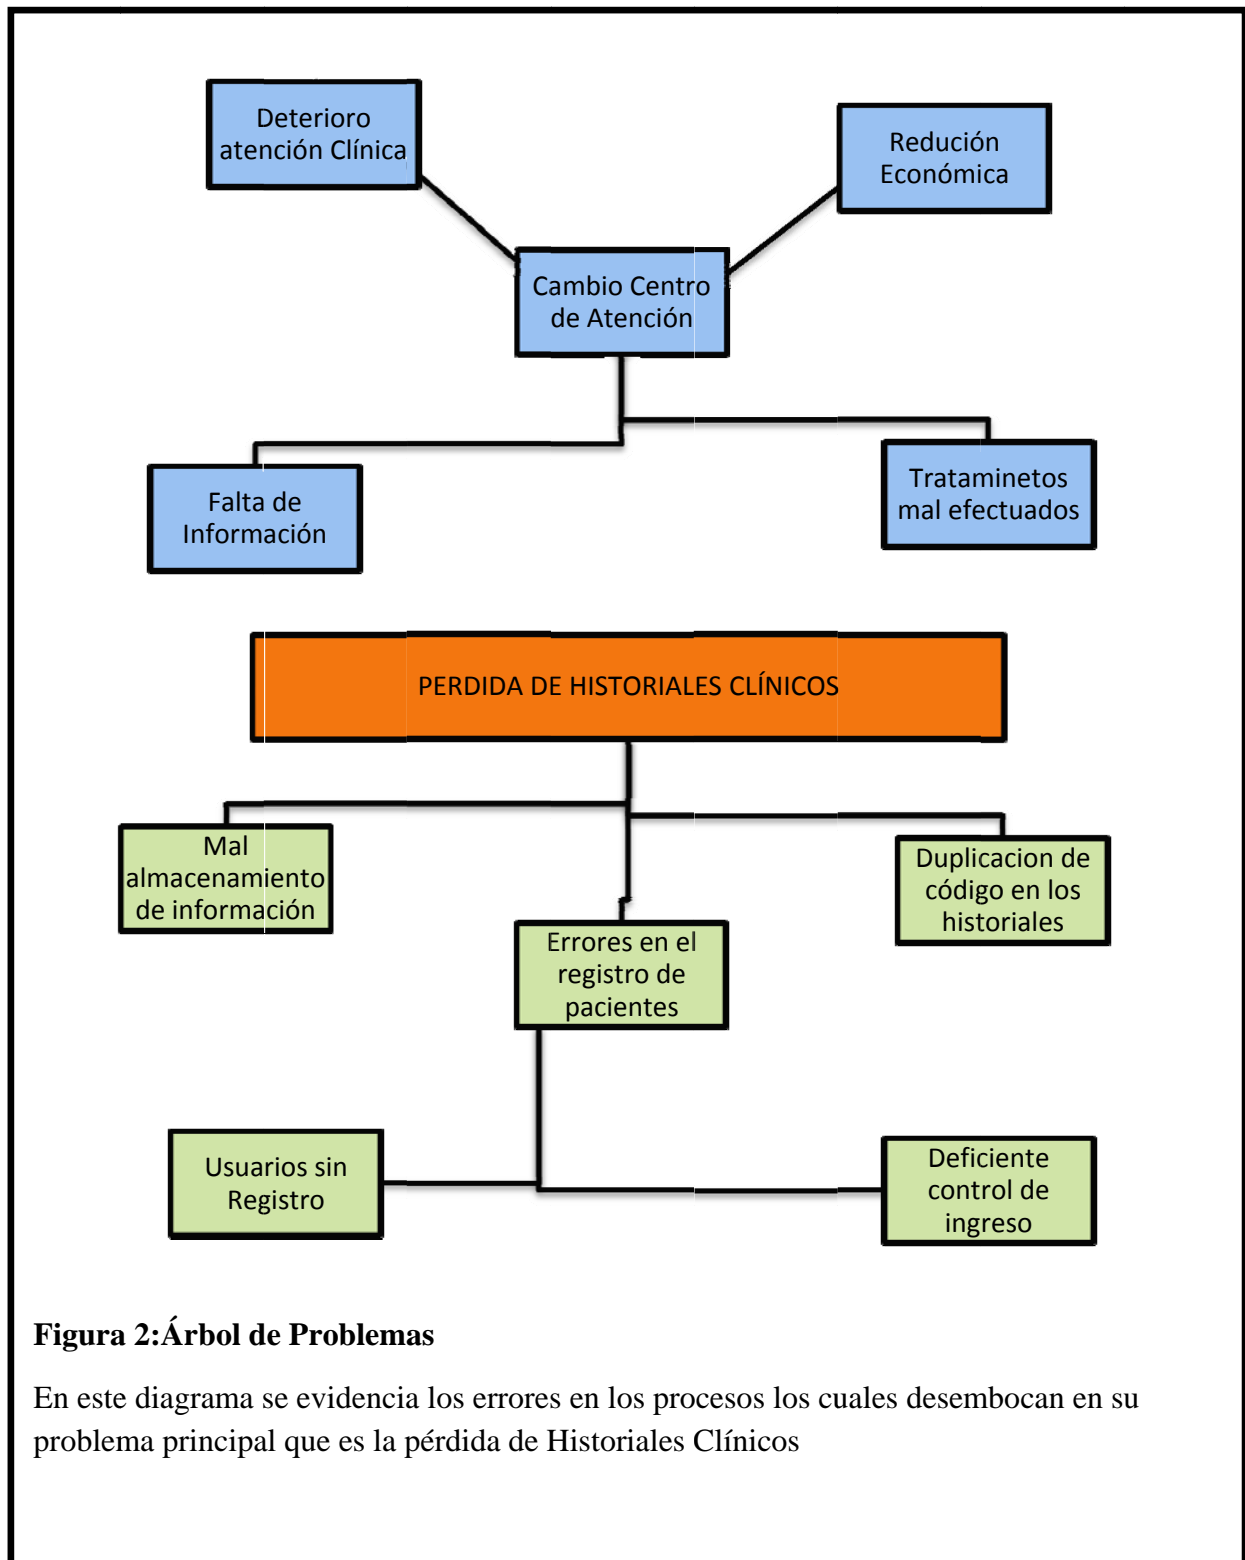 Deterioro
atención Clínica
Redución
Económica
Cambio Centro
de Atención
Falta de
Información
Trataminetos
mal efectuados
PERDIDA DE HISTORIALES CLÍNICOS
Mal
almacenamiento
de información
Duplicacion de
código en los
historiales
Errores en el
registro de
pacientes
Usuarios sin
Registro
Deficiente
control de
ingreso
Figura 2:Árbol de Problemas
En este diagrama se evidencia los errores en los procesos los cuales desembocan en su
problema principal que es la pérdida de Historiales Clínicos